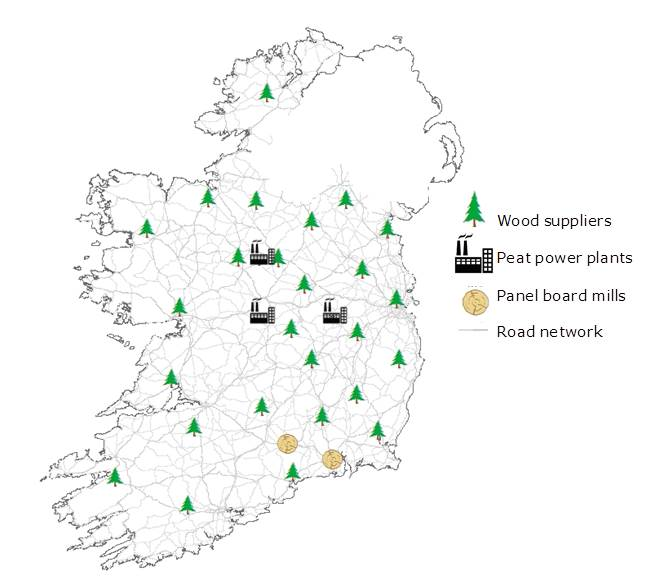 Wood suppliers
Peat power plants
Panel board mills
Road network